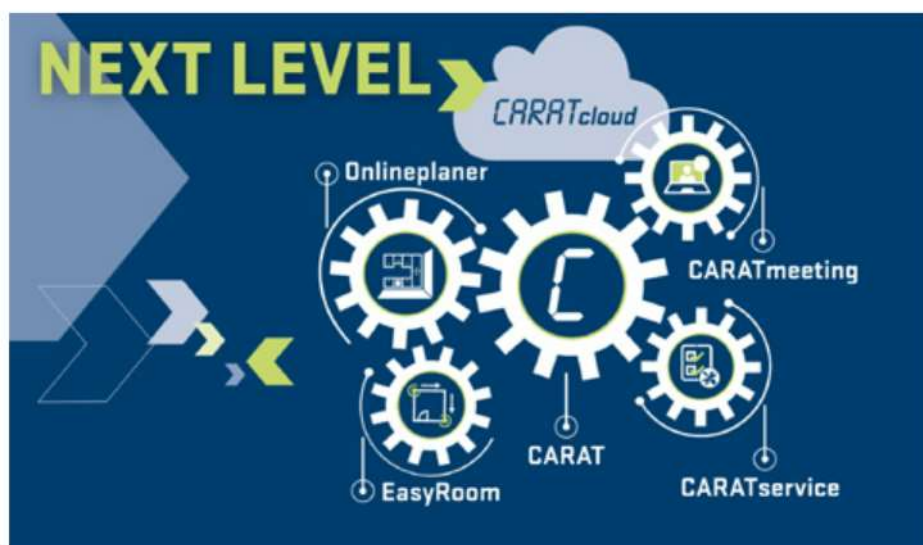 NEXT LEVEL
CARATcloud
Onlineplaner
CARATmeeting
C
CARAT
EasyRoom
CARATservice